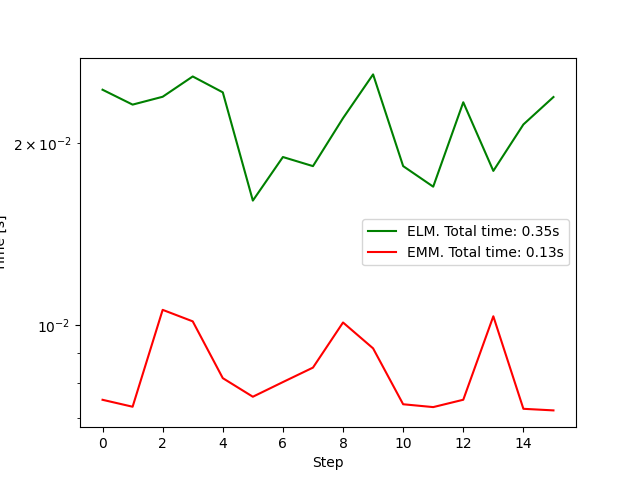 2 × 10⁻²
10⁻²
Time [s]
ELM. Total time: 0.35s
EMM. Total time: 0.13s
0 2 4 6 8 10 12 14
Step